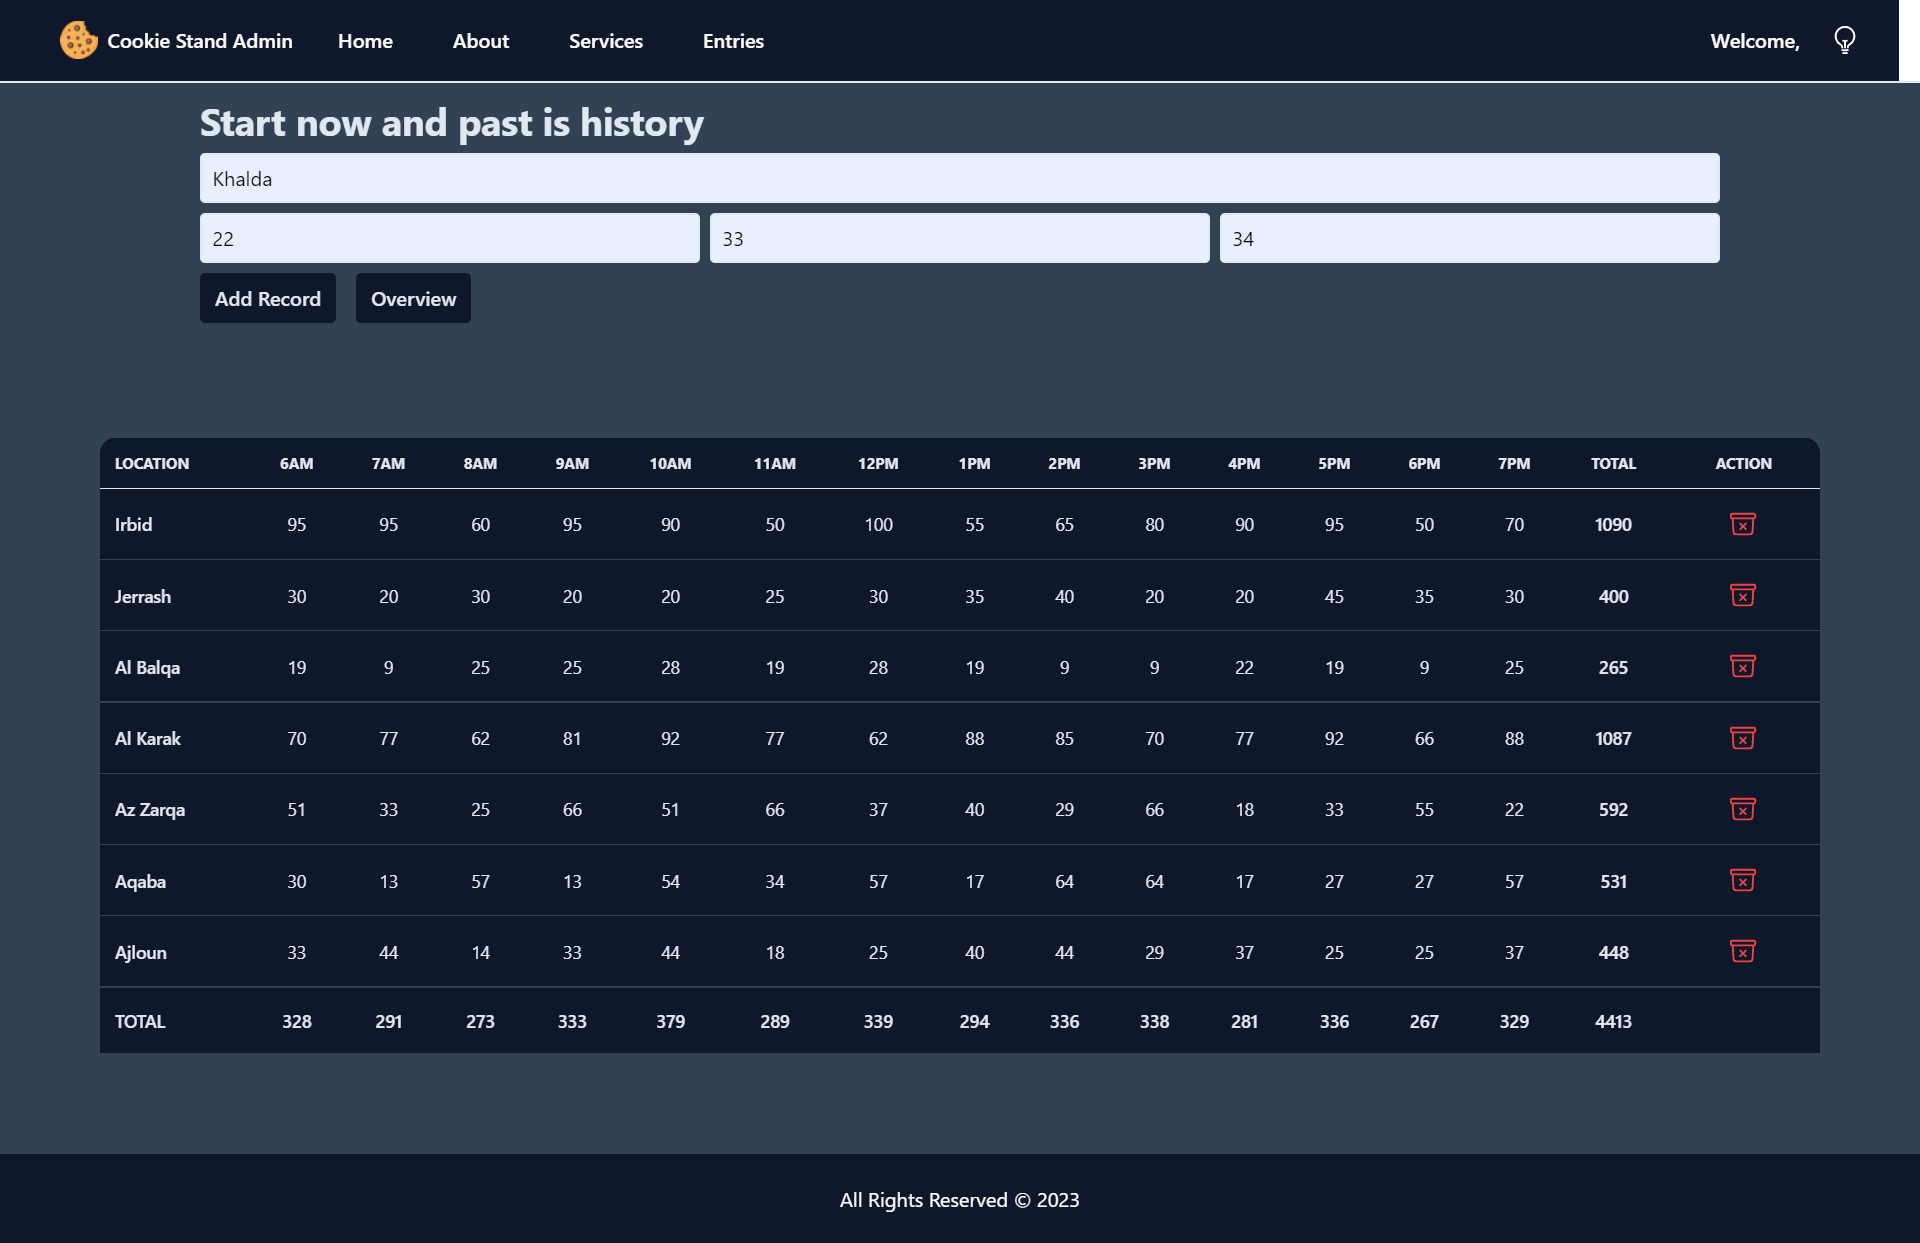 Cookie Stand Admin Home About Services Entries Welcome,
Start now and past is history
Khalda
22 33 34
Add Record Overview
LOCATION 6AM 7AM 8AM 9AM 10AM 11AM 12PM 1PM 2PM 3PM 4PM 5PM 6PM 7PM TOTAL ACTION
Irbid 95 95 60 95 90 50 100 55 65 80 90 95 50 70 1090
Jerrash 30 20 30 20 20 25 30 35 40 20 20 45 35 30 400
Al Balqa 19 9 25 25 28 19 28 19 9 9 22 19 9 25 265
Al Karak 70 77 62 81 92 77 62 88 85 70 77 92 66 88 1087
Az Zarqa 51 33 25 66 51 66 37 40 29 66 18 33 55 22 592
Aqaba 30 13 57 13 54 34 57 17 64 64 17 27 27 57 531
Ajloun 33 44 14 33 44 18 25 40 44 29 37 25 25 37 448
TOTAL 328 291 273 333 379 289 339 294 336 338 281 336 267 329 4413
All Rights Reserved © 2023